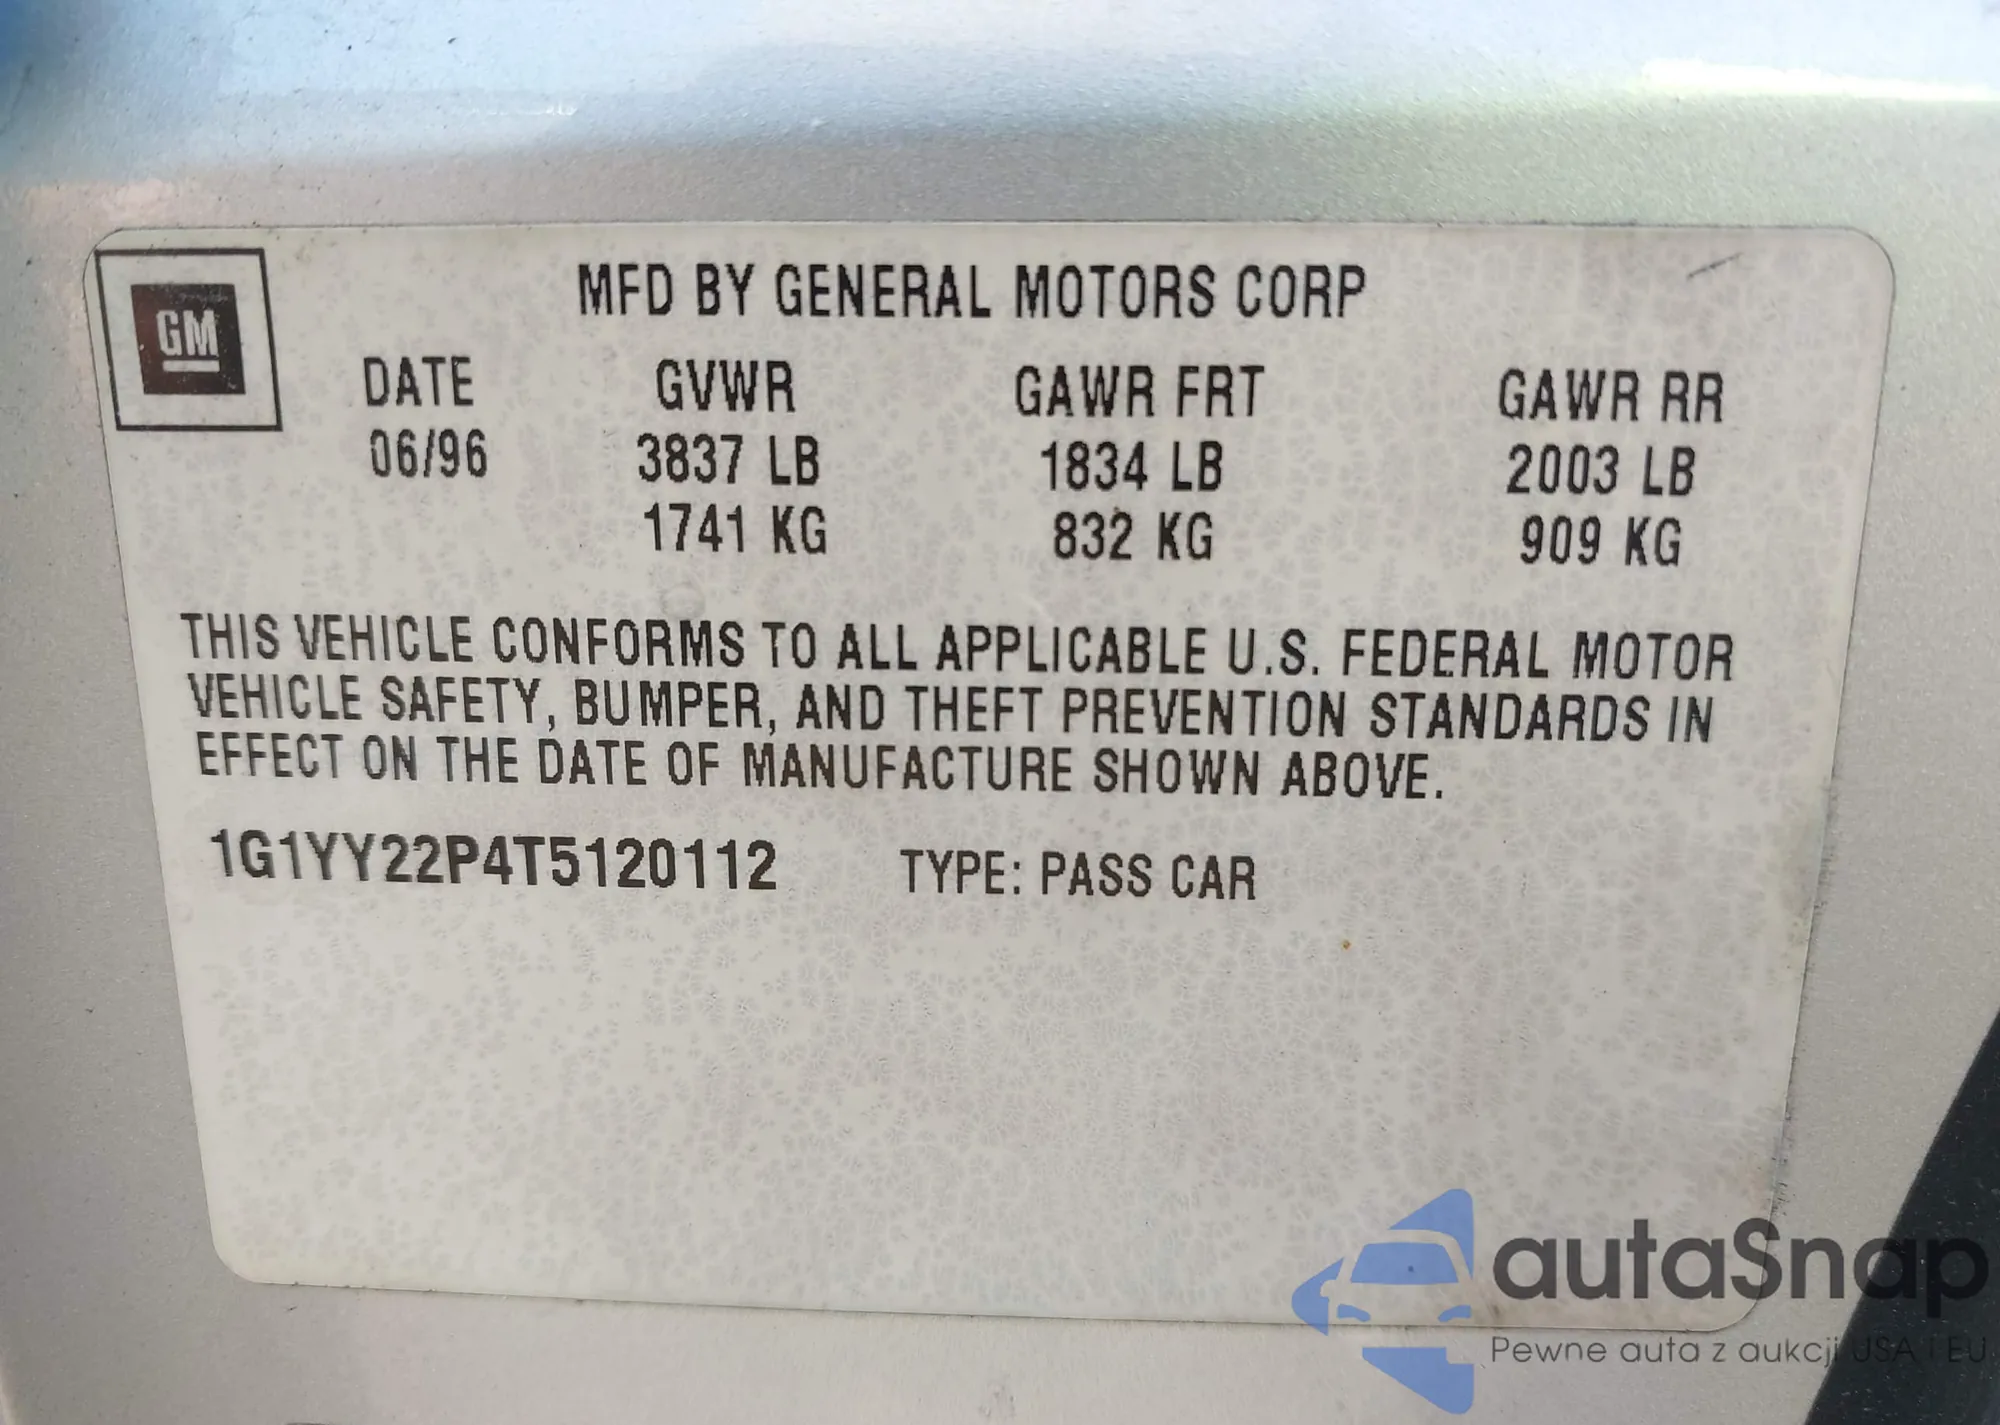 GM
MFD BY GENERAL MOTORS CORP
DATE GVWR GAWR FRT GAWR RR
06/96 3837 LB 1834 LB 2003 LB
1741 KG 832 KG 909 KG
THIS VEHICLE CONFORMS TO ALL APPLICABLE U.S. FEDERAL MOTOR
VEHICLE SAFETY, BUMPER, AND THEFT PREVENTION STANDARDS IN
EFFECT ON THE DATE OF MANUFACTURE SHOWN ABOVE.
1G1YY22P4T5120112 TYPE: PASS CAR
autaSnap
Pewne auta z aukcji USA i EU